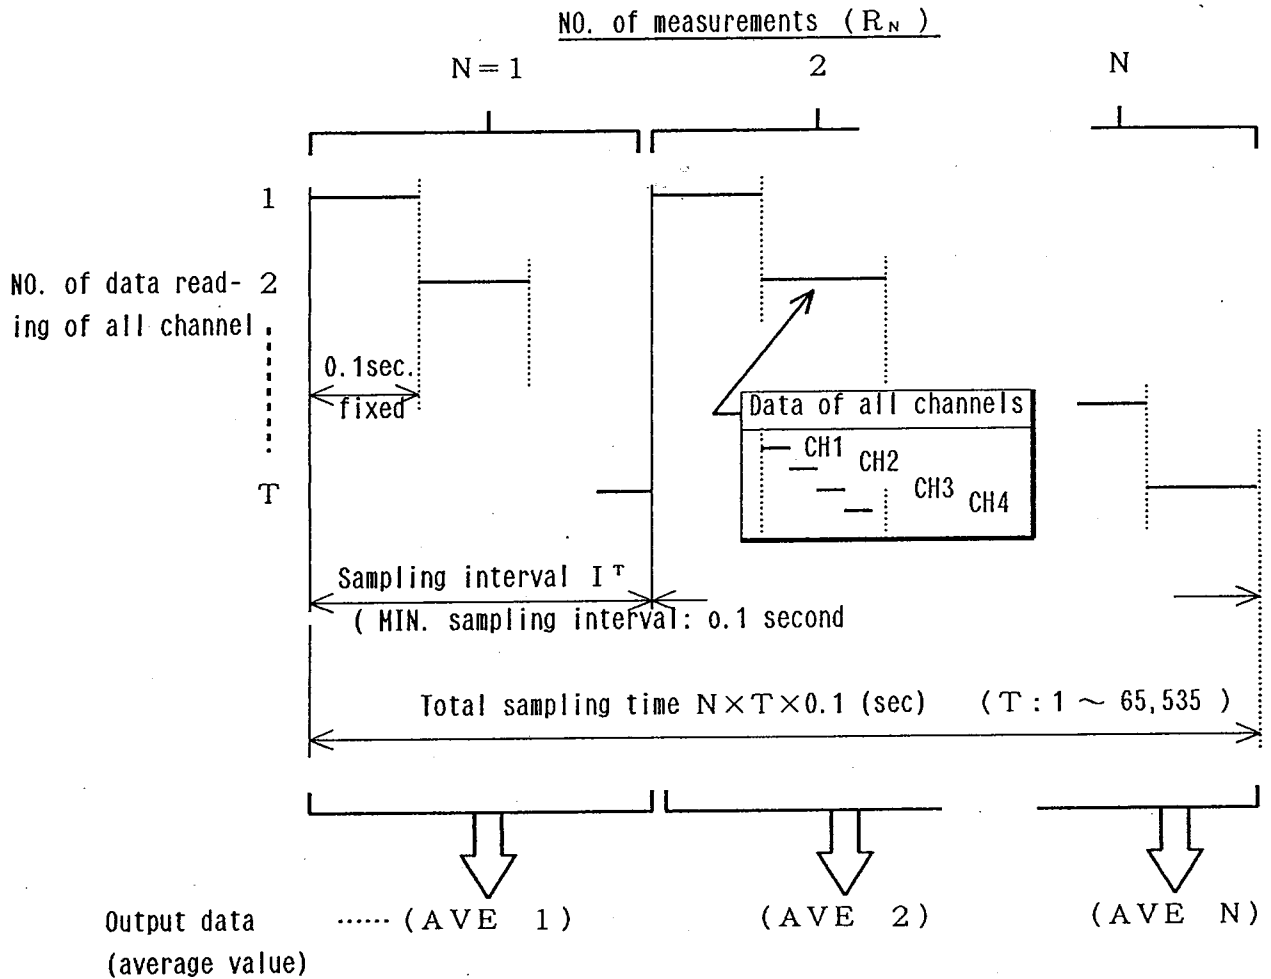 NO. of measurements (R_N)
N=1
2
N
1
NO. of data read-
2
ing of all channel
0.1sec.
fixed
Data of all channels
CH1
CH2
CH3
CH4
T
Sampling interval I^T
( MIN. sampling interval: 0.1 second
Total sampling time N×T×0.1 (sec) (T:1 ~ 65,535 )
Output data ...... (AVE 1) (AVE 2) (AVE N)
(average value)